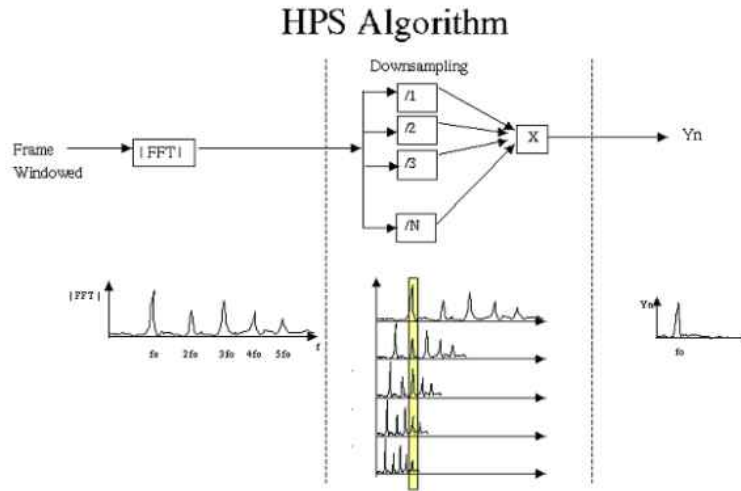 HPS Algorithm
Downsampling
/1
/2
/3
/N
Frame
Windowed
|FFT|
X
Yn
|FFT|
fo
2fo
3fo
4fo
5fo
f
Yn
fo